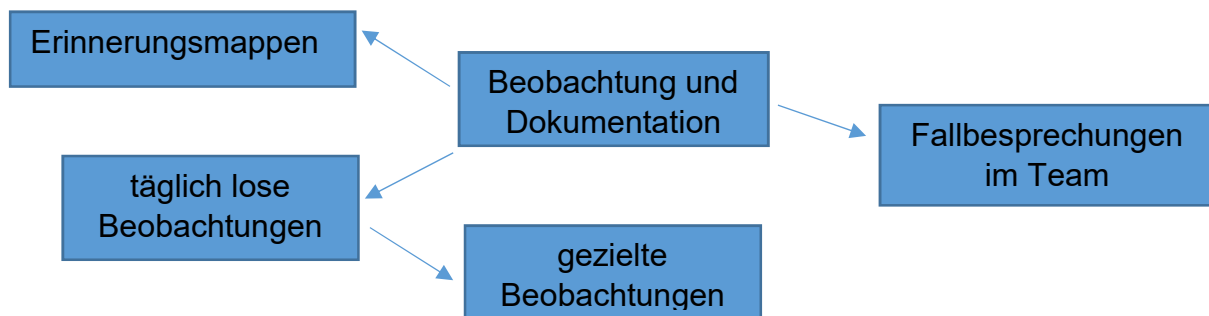 Erinnerungsmappen
Beobachtung und
Dokumentation
Fallbesprechungen
im Team
täglich lose
Beobachtungen
gezielte
Beobachtungen